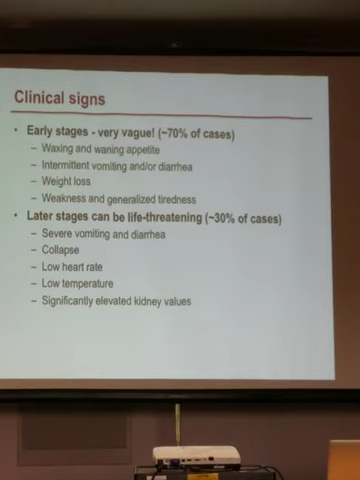 Clinical signs
• Early stages - very vague! (~70% of cases)
– Waxing and waning appetite
– Intermittent vomiting and/or diarrhea
– Weight loss
– Weakness and generalized tiredness
• Later stages can be life-threatening (~30% of cases)
– Severe vomiting and diarrhea
– Collapse
– Low heart rate
– Low temperature
– Significantly elevated kidney values